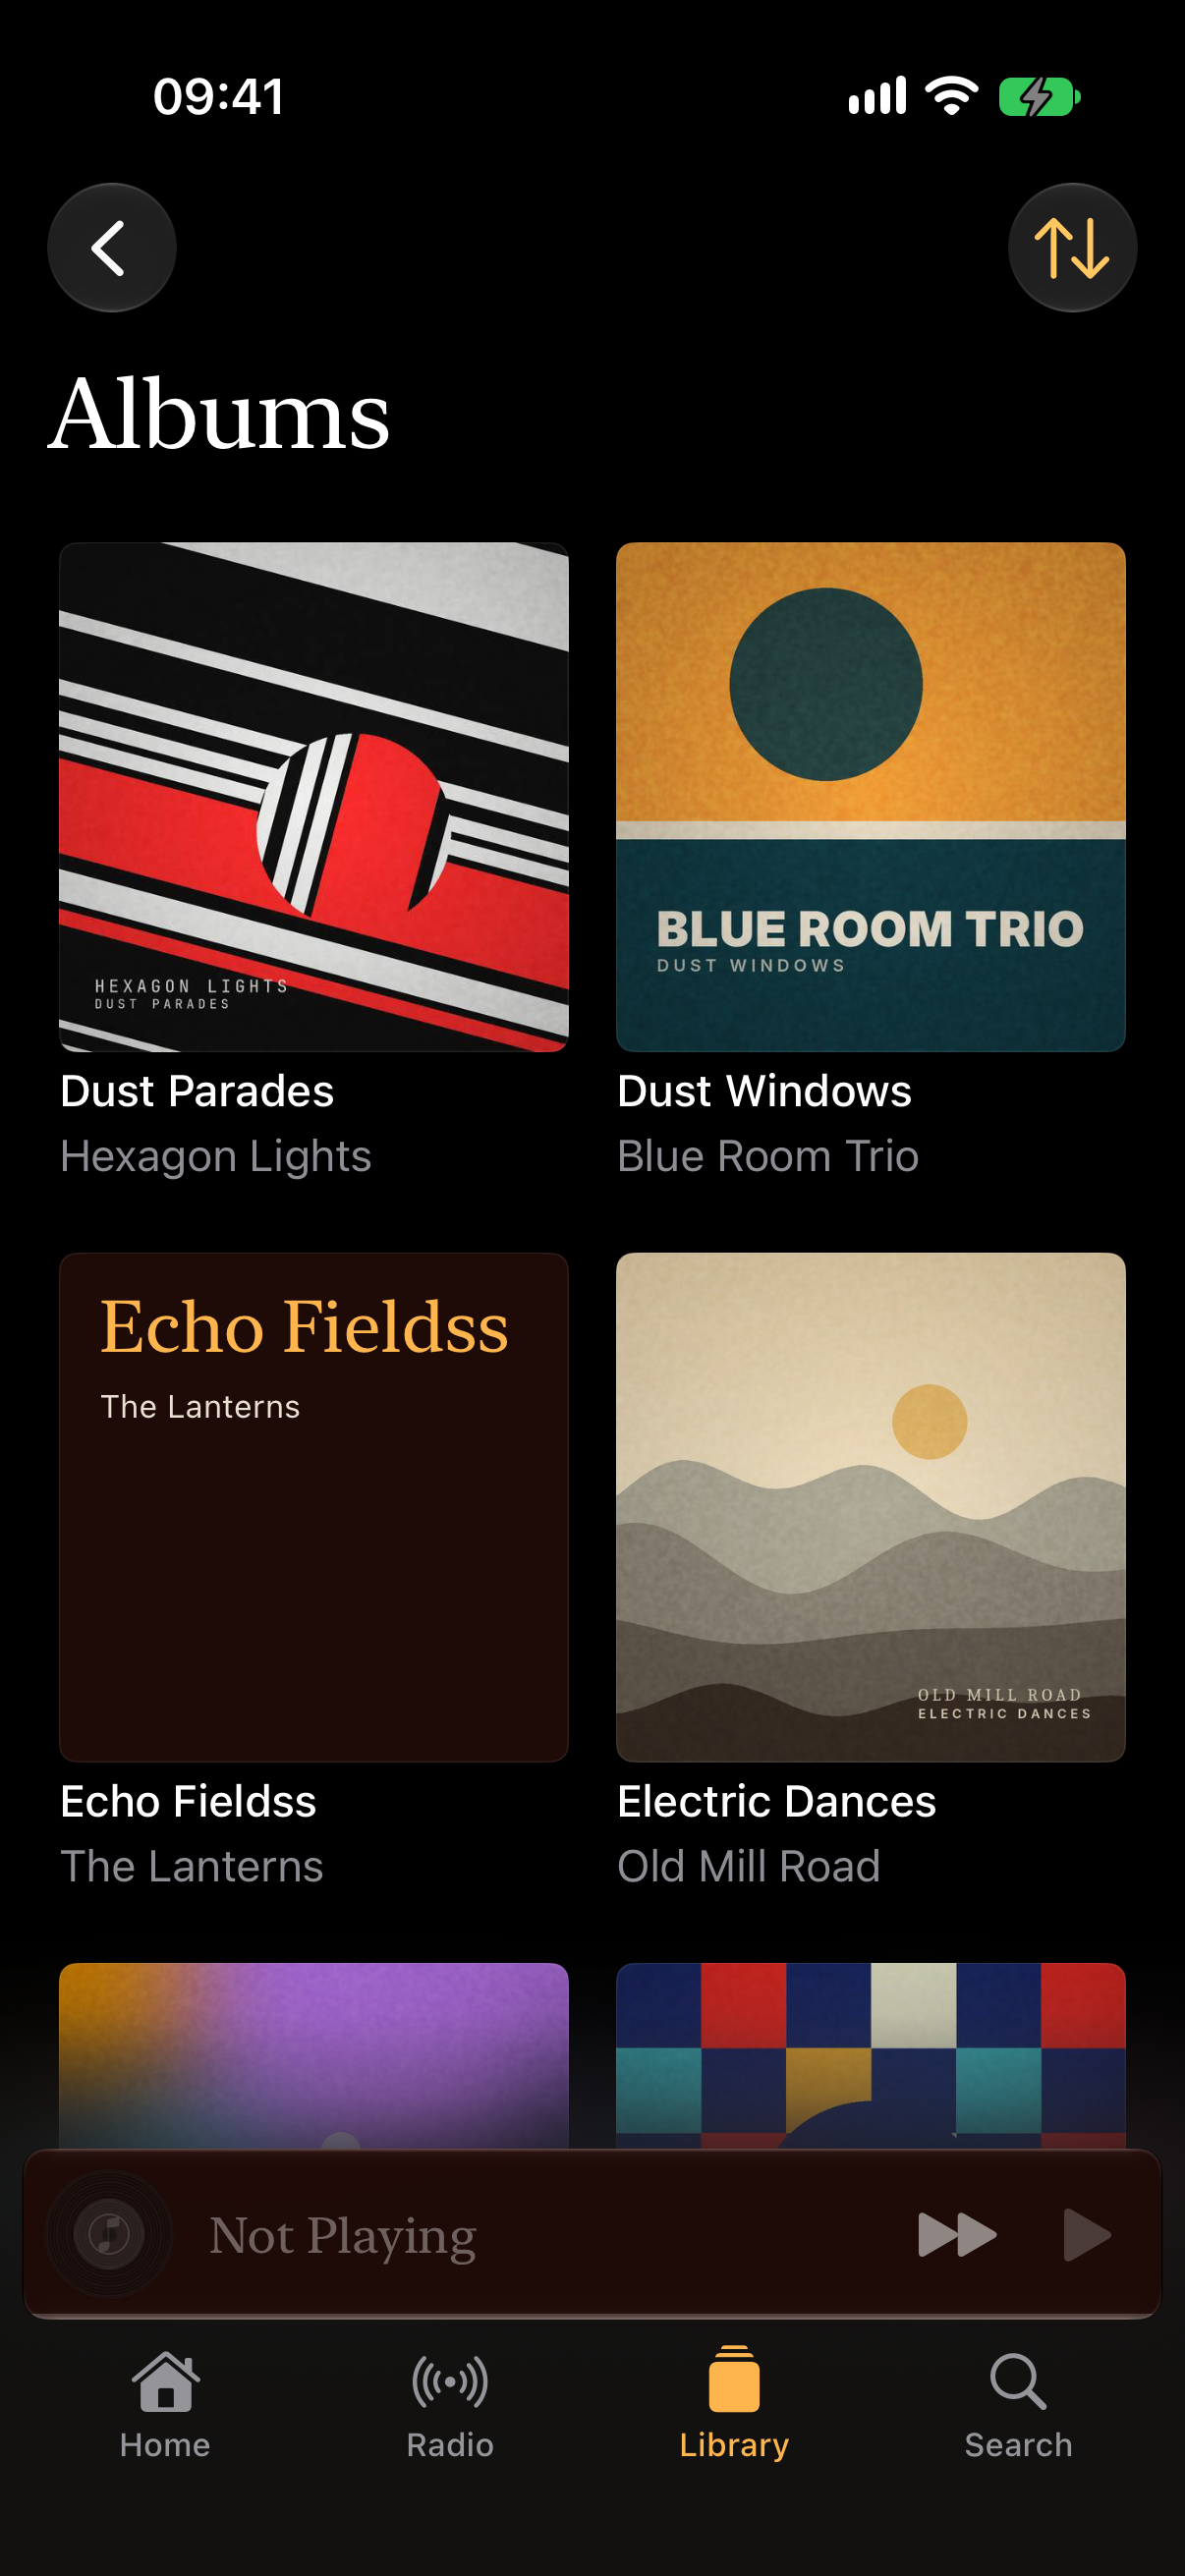 09:41
Albums
HEXAGON LIGHTS
DUST PARADES
BLUE ROOM TRIO
DUST WINDOWS
Dust Parades
Hexagon Lights
Dust Windows
Blue Room Trio
Echo Fieldss
The Lanterns
OLD MILL ROAD
ELECTRIC DANCES
Echo Fieldss
The Lanterns
Electric Dances
Old Mill Road
Not Playing
Home
Radio
Library
Search